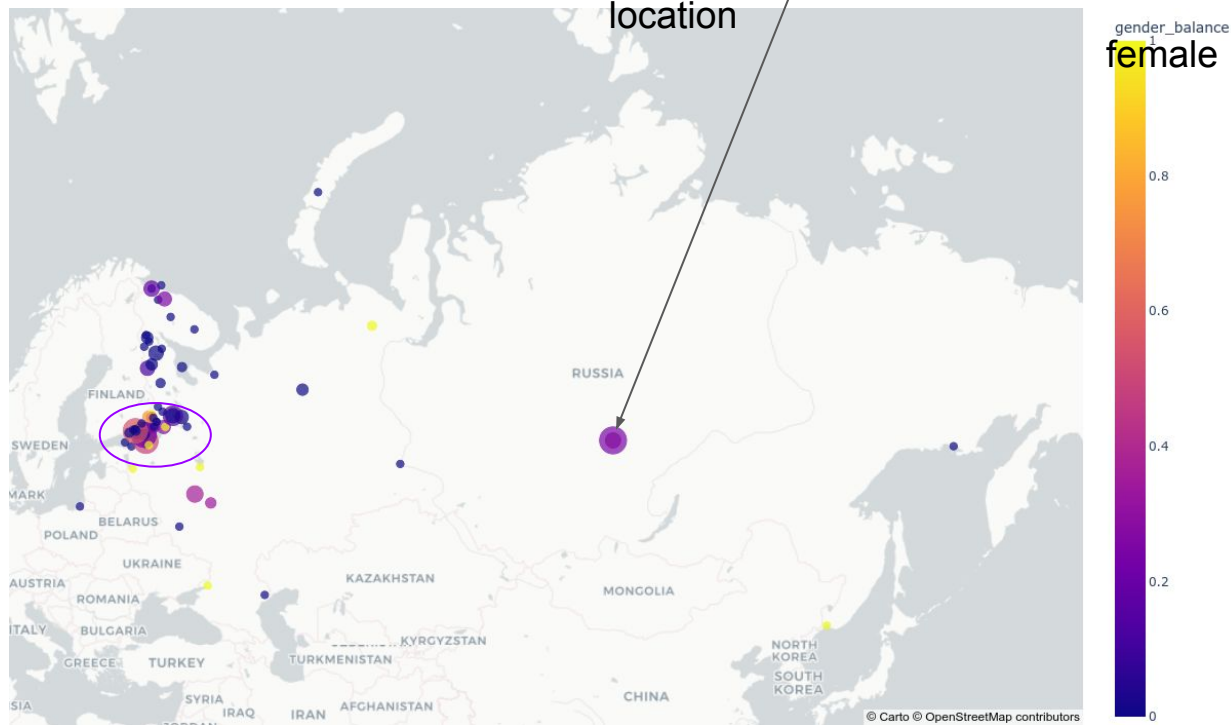 location
gender_balance
1
female
0.8
0.6
RUSSIA
FINLAND
0.4
SWEDEN
BELARUS
POLAND
UKRAINE
0.2
KAZAKHSTAN
AUSTRIA
MONGOLIA
ROMANIA
BULGARIA
KYRGYZSTAN
NORTH
KOREA
GREECE
TURKEY
TURKMENISTAN
SOUTH
KOREA
SYRIA
AFGHANISTAN
CHINA
IRAQ
IRAN
© Carto © OpenStreetMap contributors
0